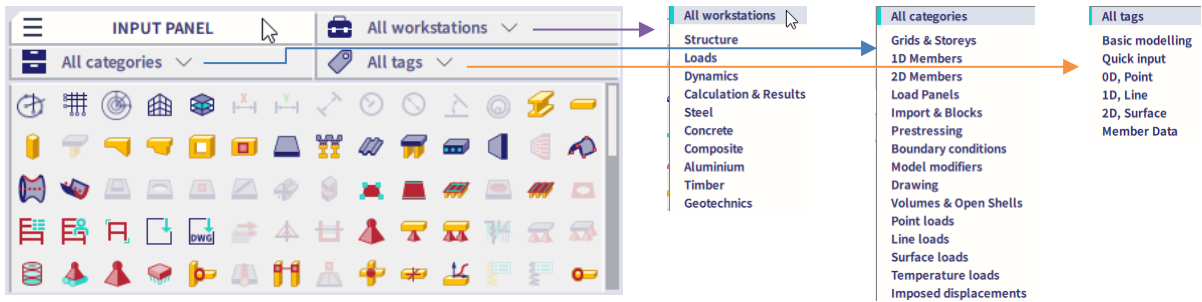 INPUT PANEL
All workstations
All categories
All tags
X
Y
DWG
All workstations
Structure
Loads
Dynamics
Calculation & Results
Steel
Concrete
Composite
Aluminium
Timber
Geotechnics
All categories
Grids & Storeys
1D Members
2D Members
Load Panels
Import & Blocks
Prestressing
Boundary conditions
Model modifiers
Drawing
Volumes & Open Shells
Point loads
Line loads
Surface loads
Temperature loads
Imposed displacements
All tags
Basic modelling
Quick input
0D, Point
1D, Line
2D, Surface
Member Data